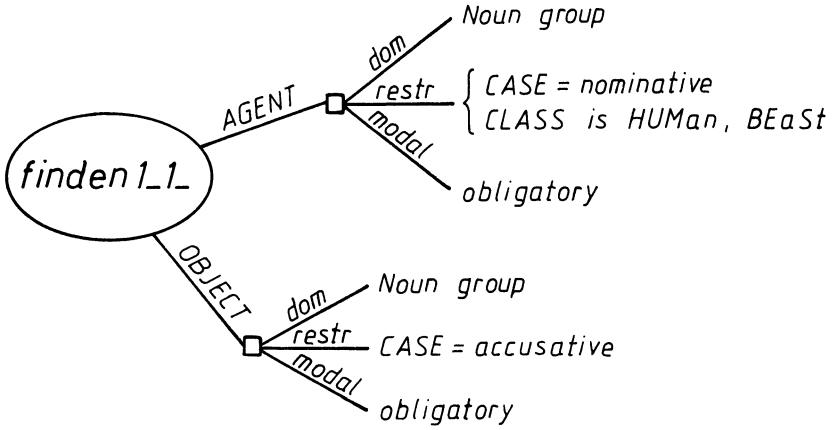 Noun group
dom
AGENT
restr
CASE = nominative
CLASS is HUMan, BEaSt
modal
obligatory
finden1_1_
OBJECT
dom
Noun group
restr
CASE = accusative
modal
obligatory